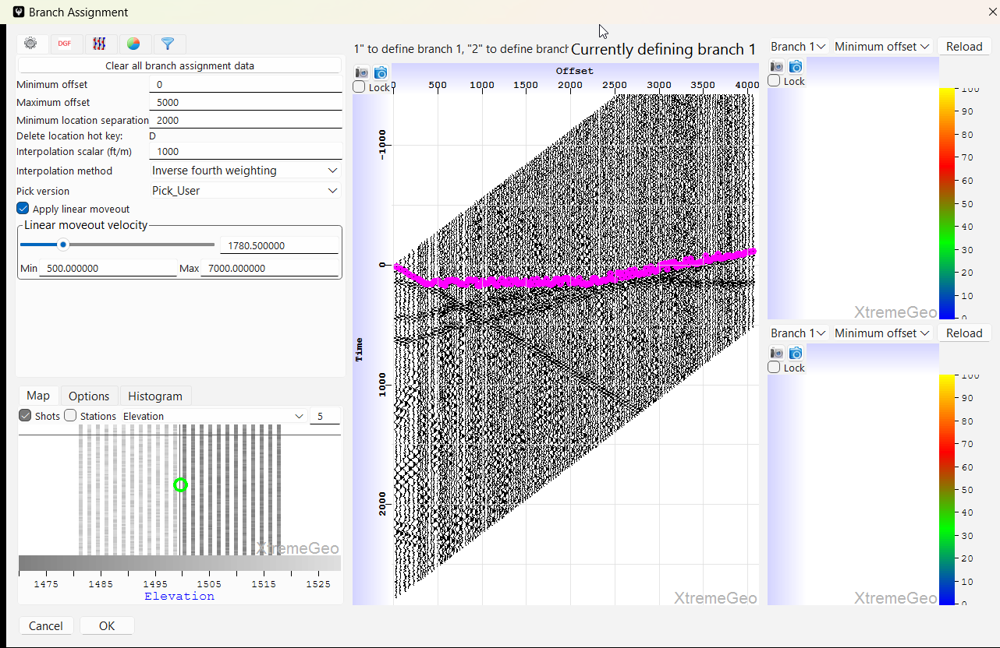 Branch Assignment
DGF
Clear all branch assignment data
Minimum offset 0
Maximum offset 5000
Minimum location separation 2000
Delete location hot key: D
Interpolation scalar (ft/m) 1000
Interpolation method Inverse fourth weighting
Pick version Pick_User
Apply linear moveout
Linear moveout velocity
1780.500000
Min 500.000000 Max 7000.000000
Map Options Histogram
Shots Stations Elevation 5
XtremeGeo
1475 1485 1495 1505 1515 1525
Elevation
Cancel OK
1" to define branch 1, "2" to define branch Currently defining branch 1
Offset
Lock 0 500 1000 1500 2000 2500 3000 3500 4000
-1000
0
Time
1000
2000
XtremeGeo
Branch 1 Minimum offset Reload
Lock
100
90
80
70
60
50
40
30
20
10
0
XtremeGeo
Branch 1 Minimum offset Reload
Lock
100
90
80
70
60
50
40
30
20
10
0
XtremeGeo